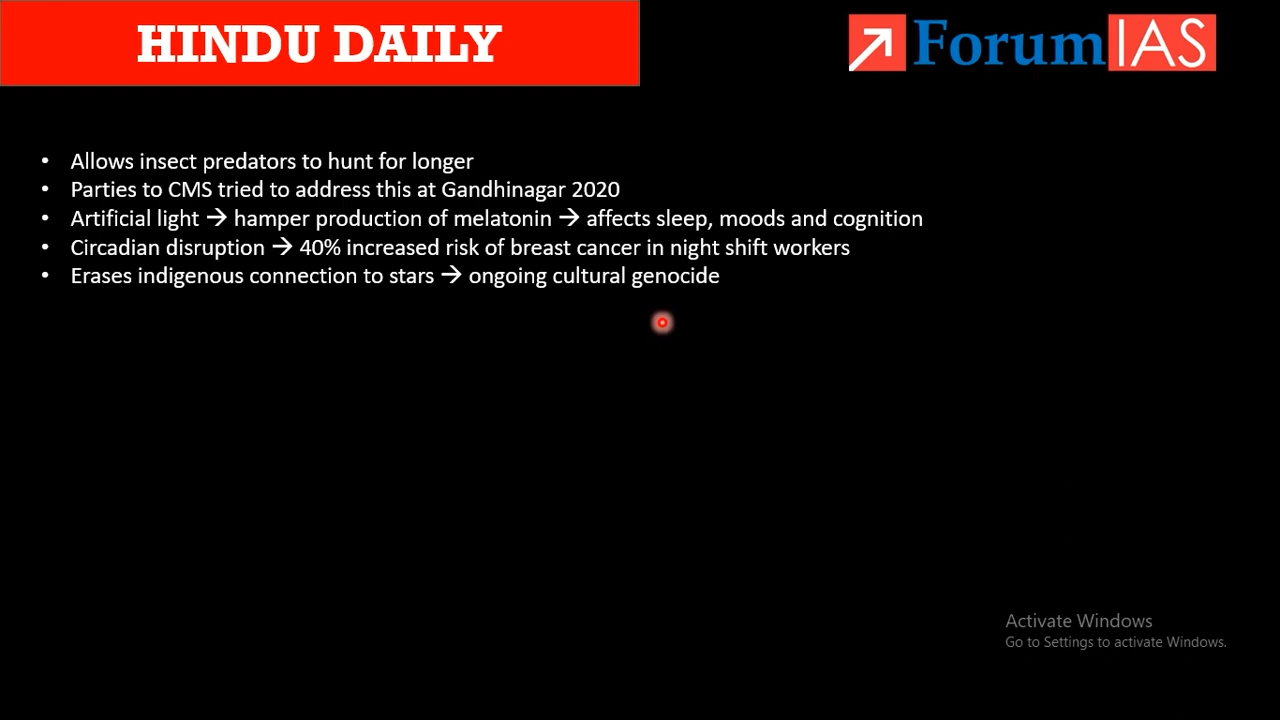 HINDU DAILY
ForumIAS
• Allows insect predators to hunt for longer
• Parties to CMS tried to address this at Gandhinagar 2020
• Artificial light → hamper production of melatonin → affects sleep, moods and cognition
• Circadian disruption → 40% increased risk of breast cancer in night shift workers
• Erases indigenous connection to stars → ongoing cultural genocide
Activate Windows
Go to Settings to activate Windows.